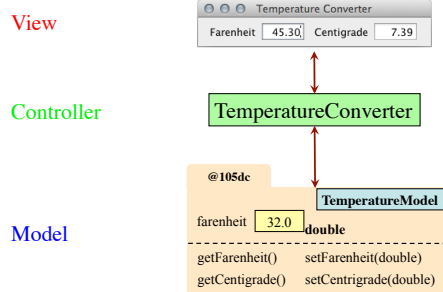 View
Temperature Converter
Farenheit 45.30 Centigrade 7.39
Controller
TemperatureConverter
@105dc
TemperatureModel
Model
farenheit 32.0 double
getFarenheit() setFarenheit(double)
getCentigrade() setCentrigrade(double)